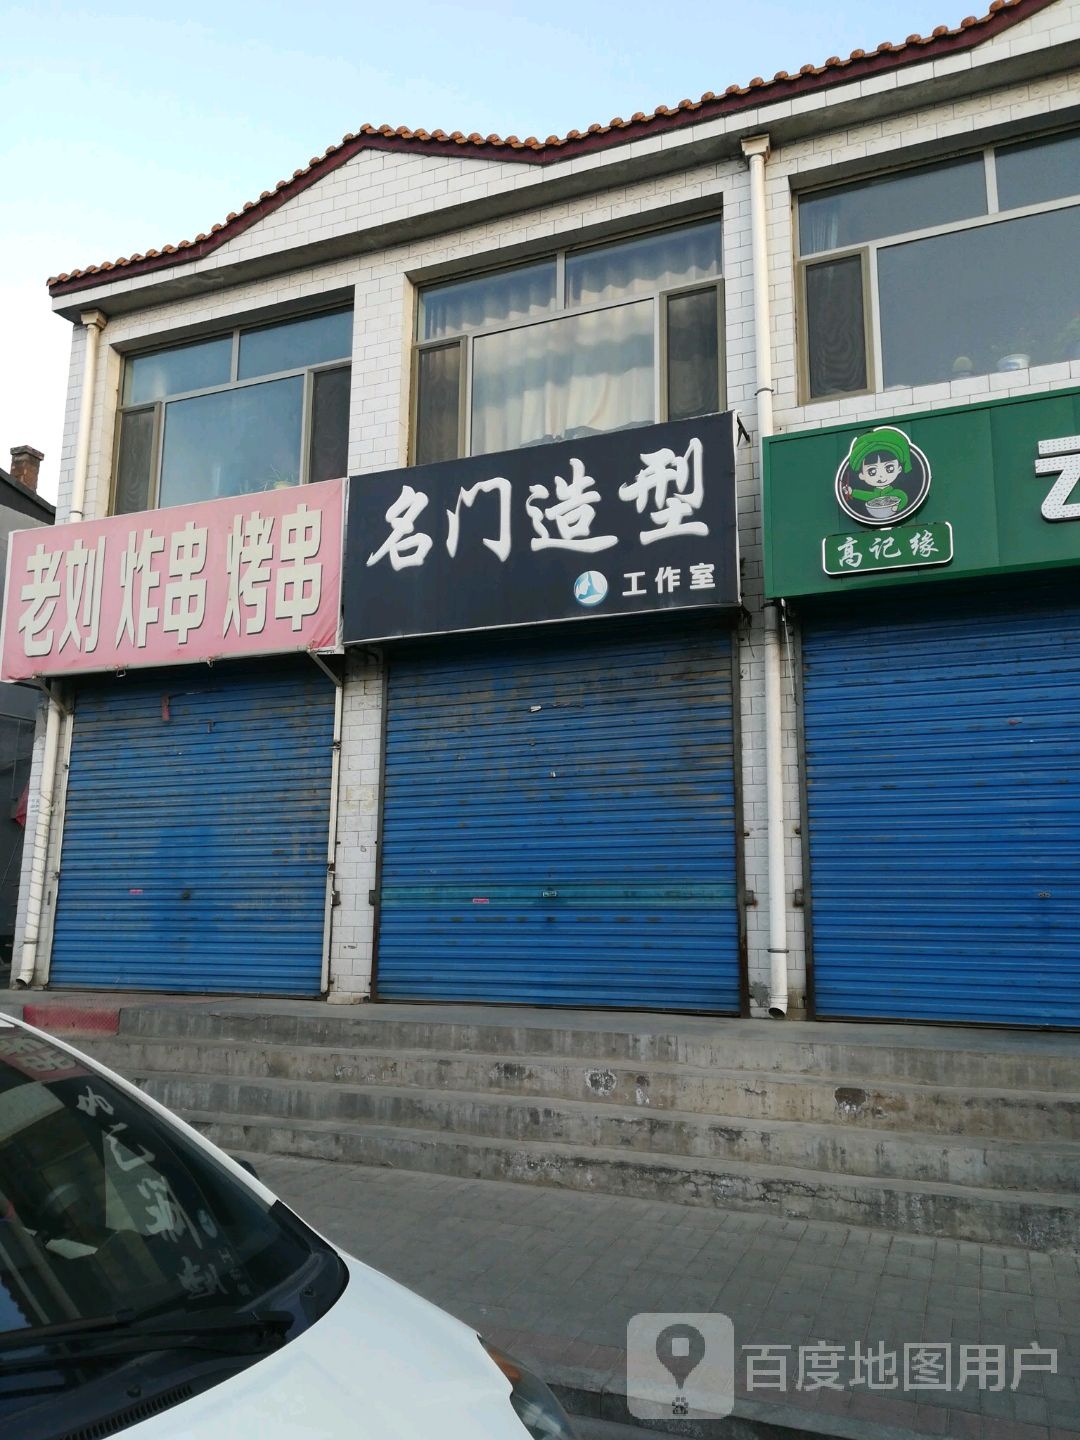 老刘 炸串 烤串
名门造型
工作室
高记缘
百度地图用户